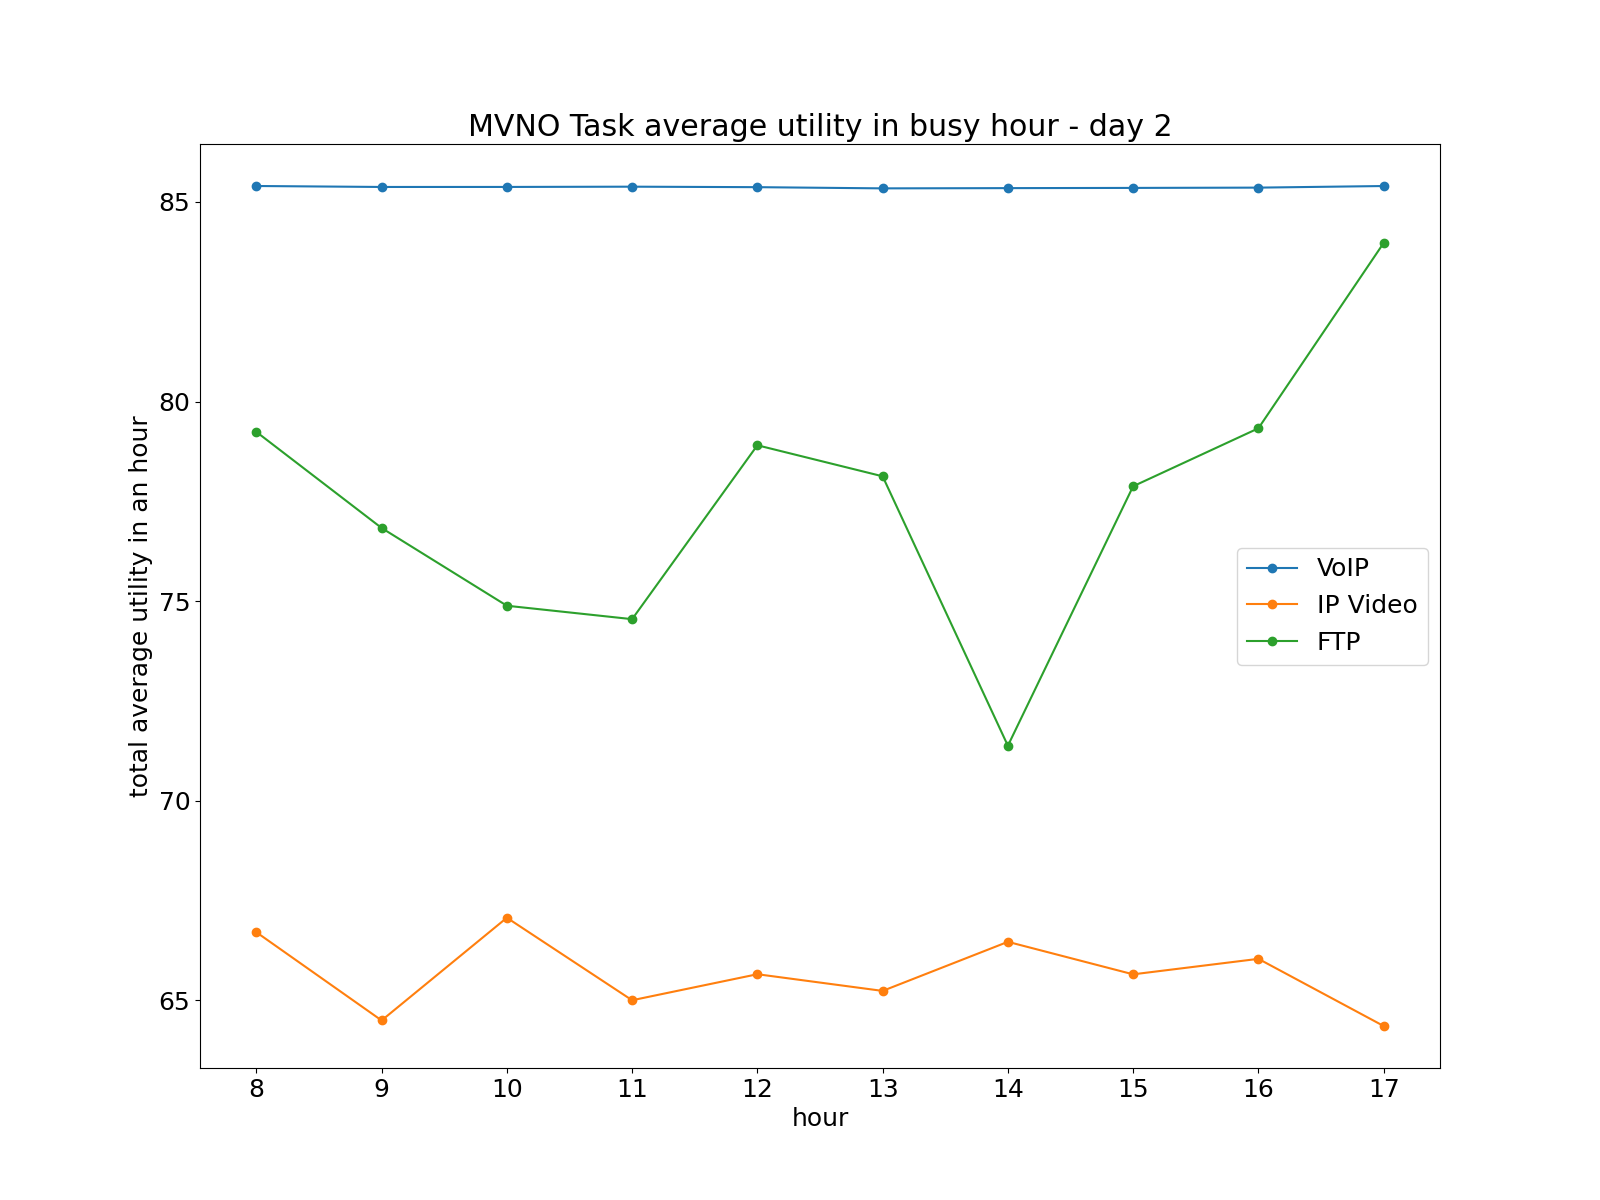 MVNO Task average utility in busy hour - day 2
total average utility in an hour
85
80
75
70
65
VoIP
IP Video
FTP
8 9 10 11 12 13 14 15 16 17
hour